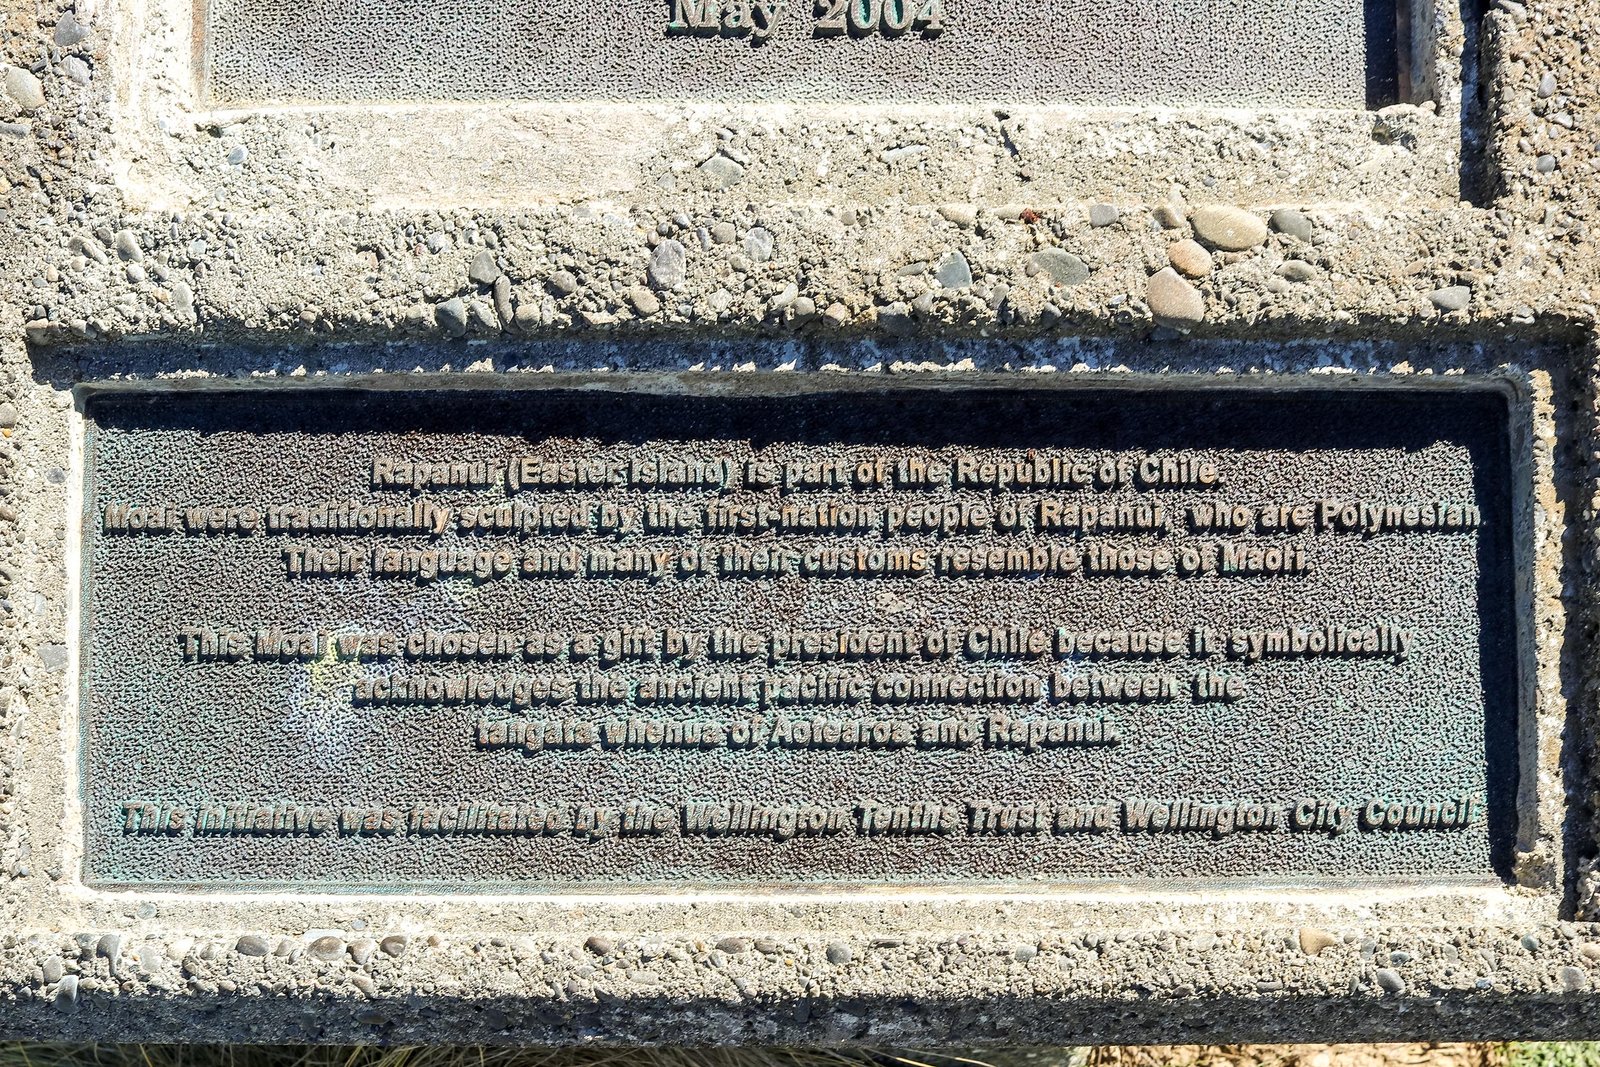 May 2004
Rapanui (Easter Island) is part of the Republic of Chile.
Moai were traditionally sculpted by the first-nation people of Rapanui, who are Polynesian.
Their language and many of their customs resemble those of Maori.
This Moai was chosen as a gift by the president of Chile because it symbolically
acknowledges the ancient pacific connection between the
tangata whenua of Aotearoa and Rapanui.
This initiative was facilitated by the Wellington Tenths Trust and Wellington City Council.